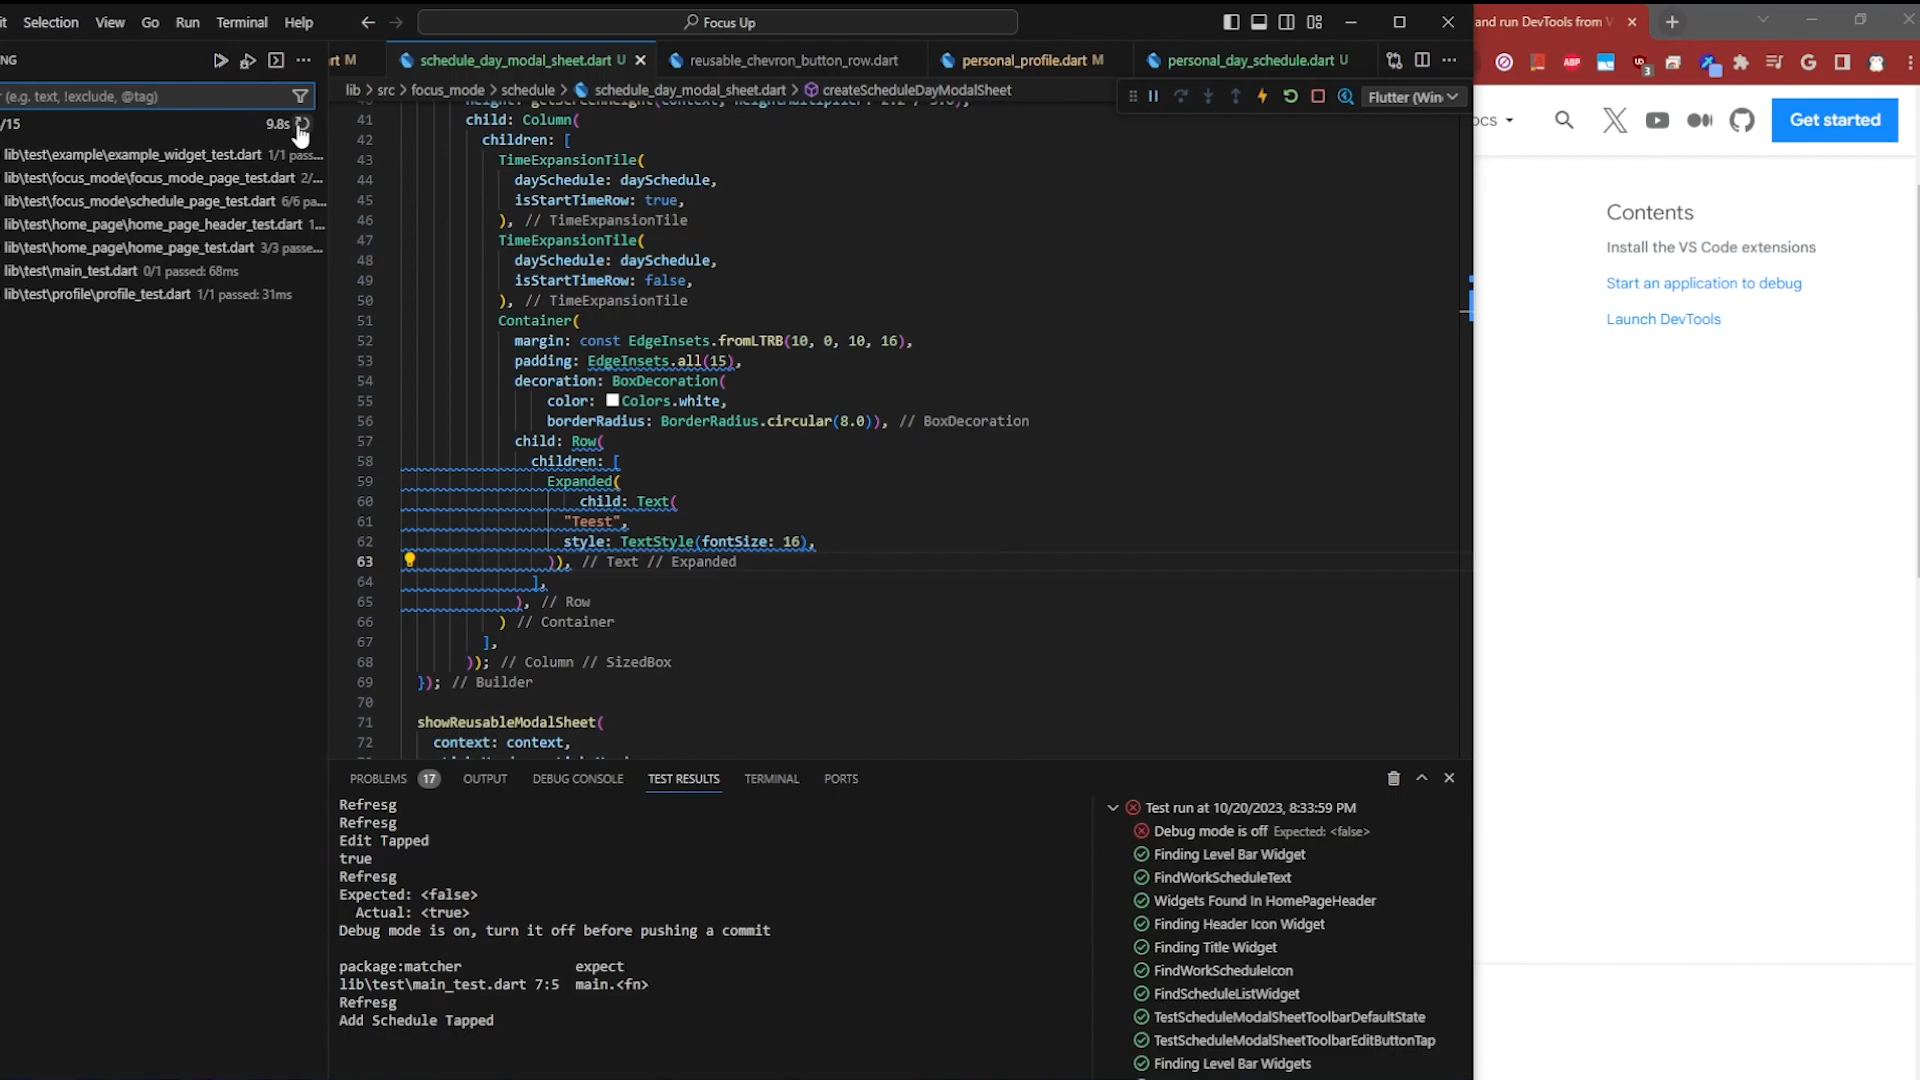 it Selection View Go Run Terminal Help
Focus Up
NG
(e.g. text, !exclude, @tag)
/15
9.8s
lib\test\example\example_widget_test.dart 1/1 pass...
lib\test\focus_mode\focus_mode_page_test.dart 2/...
lib\test\focus_mode\schedule_page_test.dart 6/6 pa...
lib\test\home_page\home_page_header_test.dart 1...
lib\test\home_page\home_page_test.dart 3/3 passe...
lib\test\main_test.dart 0/1 passed: 68ms
lib\test\profile\profile_test.dart 1/1 passed: 31ms
rt M
schedule_day_modal_sheet.dart U
reusable_chevron_button_row.dart
personal_profile.dart M
personal_day_schedule.dart U
lib > src > focus_mode > schedule > schedule_day_modal_sheet.dart > createScheduleDayModalSheet
Flutter (Win
41 child: Column(
42 children: [
43 TimeExpansionTile(
44 daySchedule: daySchedule,
45 isStartTimeRow: true,
46 ), // TimeExpansionTile
47 TimeExpansionTile(
48 daySchedule: daySchedule,
49 isStartTimeRow: false,
50 ), // TimeExpansionTile
51 Container(
52 margin: const EdgeInsets.fromLTRB(10, 0, 10, 16),
53 padding: EdgeInsets.all(15),
54 decoration: BoxDecoration(
55 color: Colors.white,
56 borderRadius: BorderRadius.circular(8.0)), // BoxDecoration
57 child: Row(
58 children: [
59 Expanded(
60 child: Text(
61 "Teest",
62 style: TextStyle(fontSize: 16),
63 )), // Text // Expanded
64 ],
65 ), // Row
66 ) // Container
67 ],
68 )); // Column // SizedBox
69 }); // Builder
70
71 showReusableModalSheet(
72 context: context,
PROBLEMS 17 OUTPUT DEBUG CONSOLE TEST RESULTS TERMINAL PORTS
Refresg
Refresg
Edit Tapped
true
Refresg
Expected: <false>
Actual: <true>
Debug mode is on, turn it off before pushing a commit
package:matcher expect
lib\test\main_test.dart 7:5 main.<fn>
Refresg
Add Schedule Tapped
Test run at 10/20/2023, 8:33:59 PM
Debug mode is off Expected: <false>
Finding Level Bar Widget
FindWorkScheduleText
Widgets Found In HomePageHeader
Finding Header Icon Widget
Finding Title Widget
FindWorkScheduleIcon
FindScheduleListWidget
TestScheduleModalSheetToolbarDefaultState
TestScheduleModalSheetToolbarEditButtonTap
Finding Level Bar Widgets
and run DevTools from V
ABP
3
ocs
Get started
Contents
Install the VS Code extensions
Start an application to debug
Launch DevTools